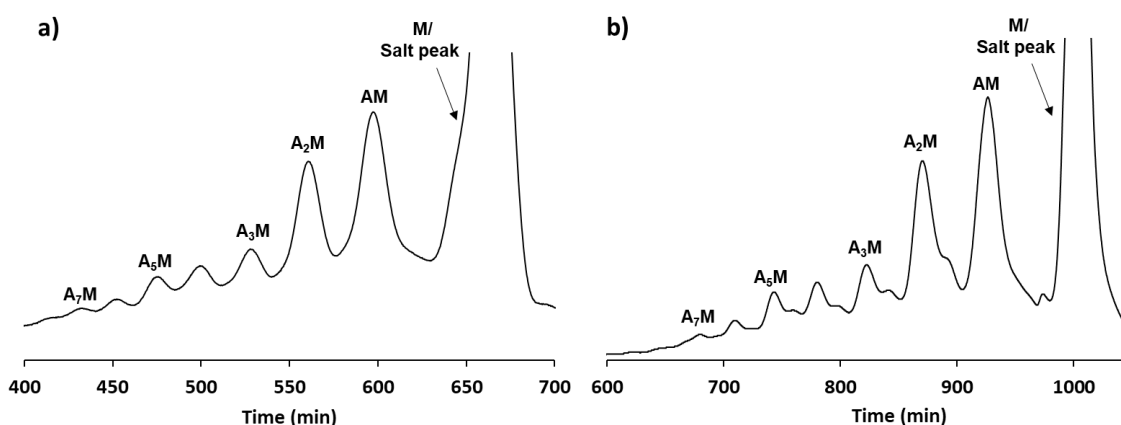 a)
M/
Salt peak
AM
A₂M
A₃M
A₅M
A₇M
400 450 500 550 600 650 700
Time (min)
b)
M/
Salt peak
AM
A₂M
A₃M
A₅M
A₇M
600 700 800 900 1000
Time (min)